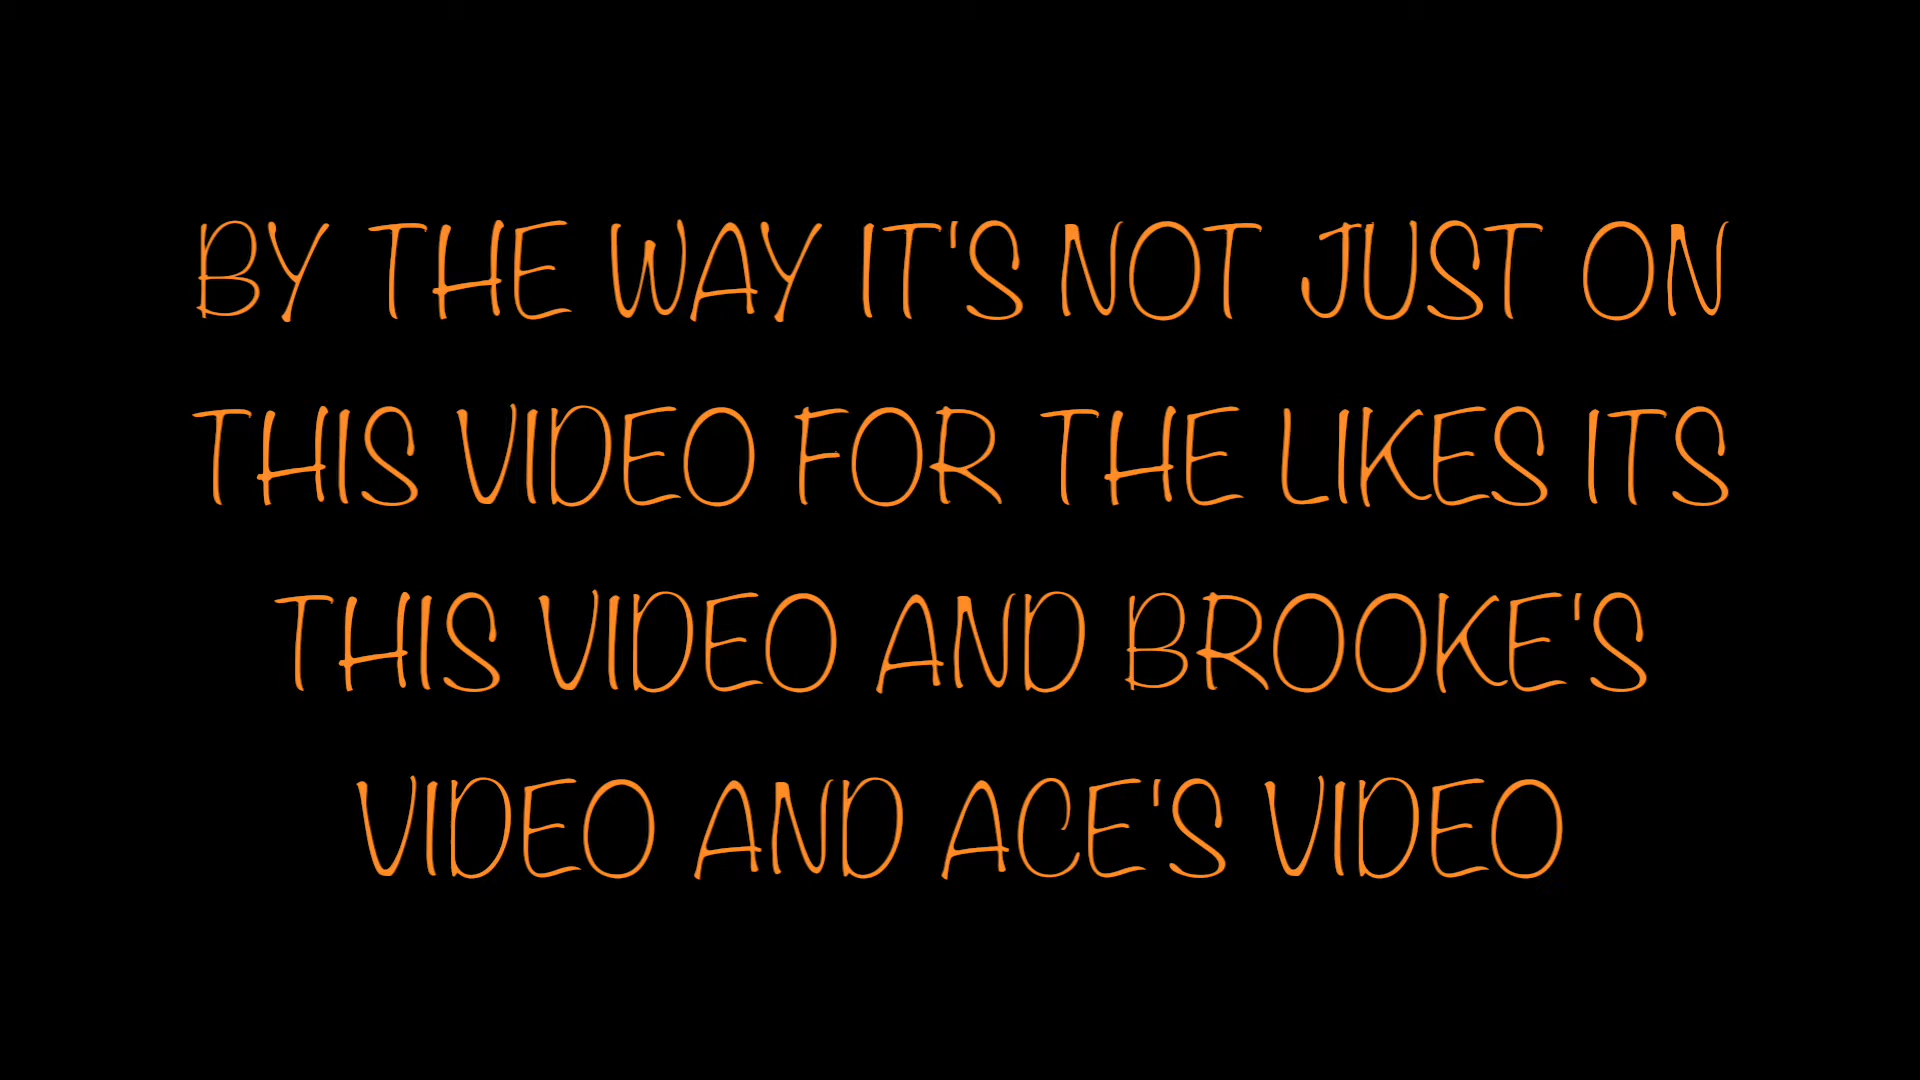 BY THE WAY IT'S NOT JUST ON
THIS VIDEO FOR THE LIKES ITS
THIS VIDEO AND BROOKE'S
VIDEO AND ACE'S VIDEO